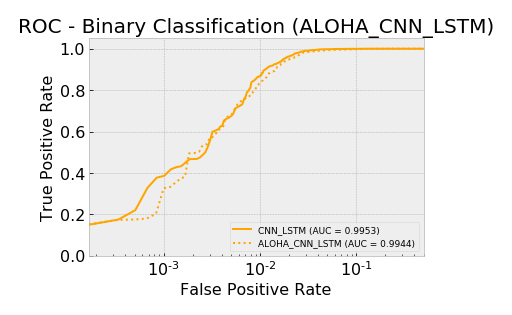 ROC - Binary Classification (ALOHA_CNN_LSTM)
1.0
0.8
0.6
0.4
0.2
0.0
True Positive Rate
CNN_LSTM (AUC = 0.9953)
ALOHA_CNN_LSTM (AUC = 0.9944)
10⁻³ 10⁻² 10⁻¹
False Positive Rate